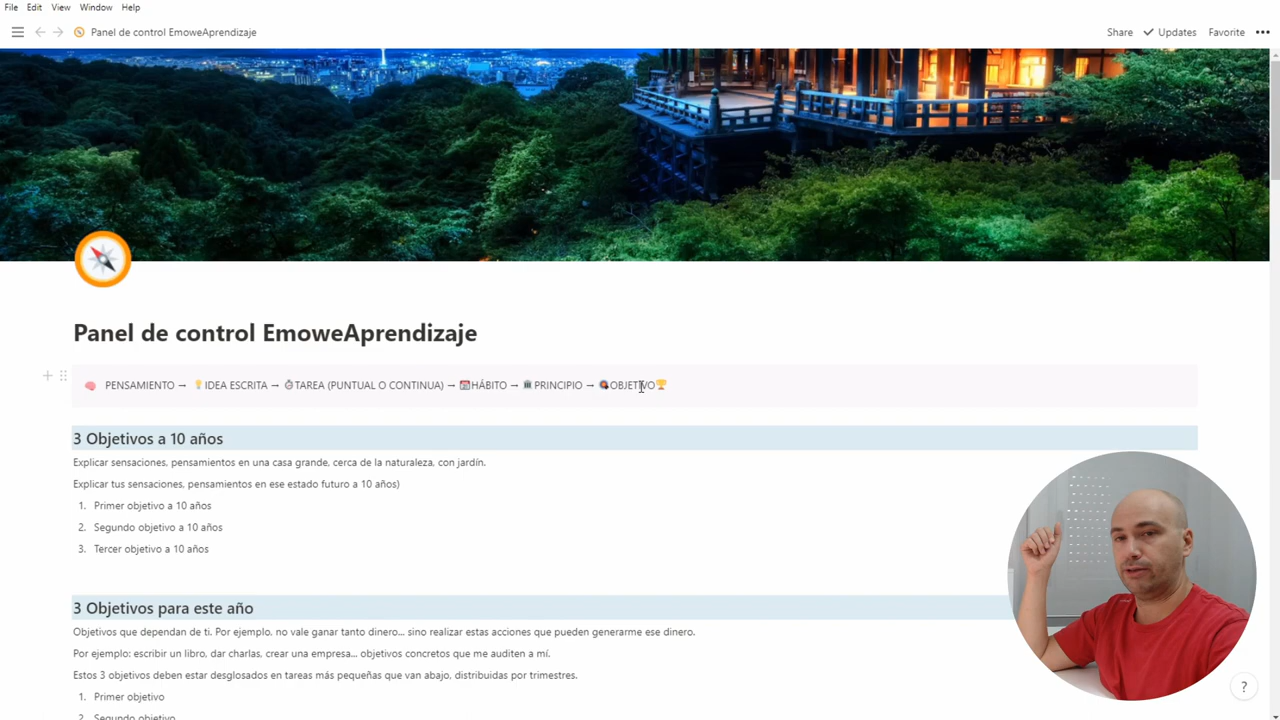 File Edit View Window Help
Panel de control EmoweAprendizaje
Share Updates Favorite
Panel de control EmoweAprendizaje
PENSAMIENTO → IDEA ESCRITA → TAREA (PUNTUAL O CONTINUA) → HÁBITO → PRINCIPIO → OBJETIVO
3 Objetivos a 10 años
Explicar sensaciones, pensamientos en una casa grande, cerca de la naturaleza, con jardín.
Explicar tus sensaciones, pensamientos en ese estado futuro a 10 años)
1. Primer objetivo a 10 años
2. Segundo objetivo a 10 años
3. Tercer objetivo a 10 años
3 Objetivos para este año
Objetivos que dependan de ti. Por ejemplo, no vale ganar tanto dinero... sino realizar estas acciones que pueden generarme ese dinero.
Por ejemplo: escribir un libro, dar charlas, crear una empresa... objetivos concretos que me auditen a mí.
Estos 3 objetivos deben estar desglosados en tareas más pequeñas que van abajo, distribuidas por trimestres.
1. Primer objetivo
2. Segundo objetivo
?